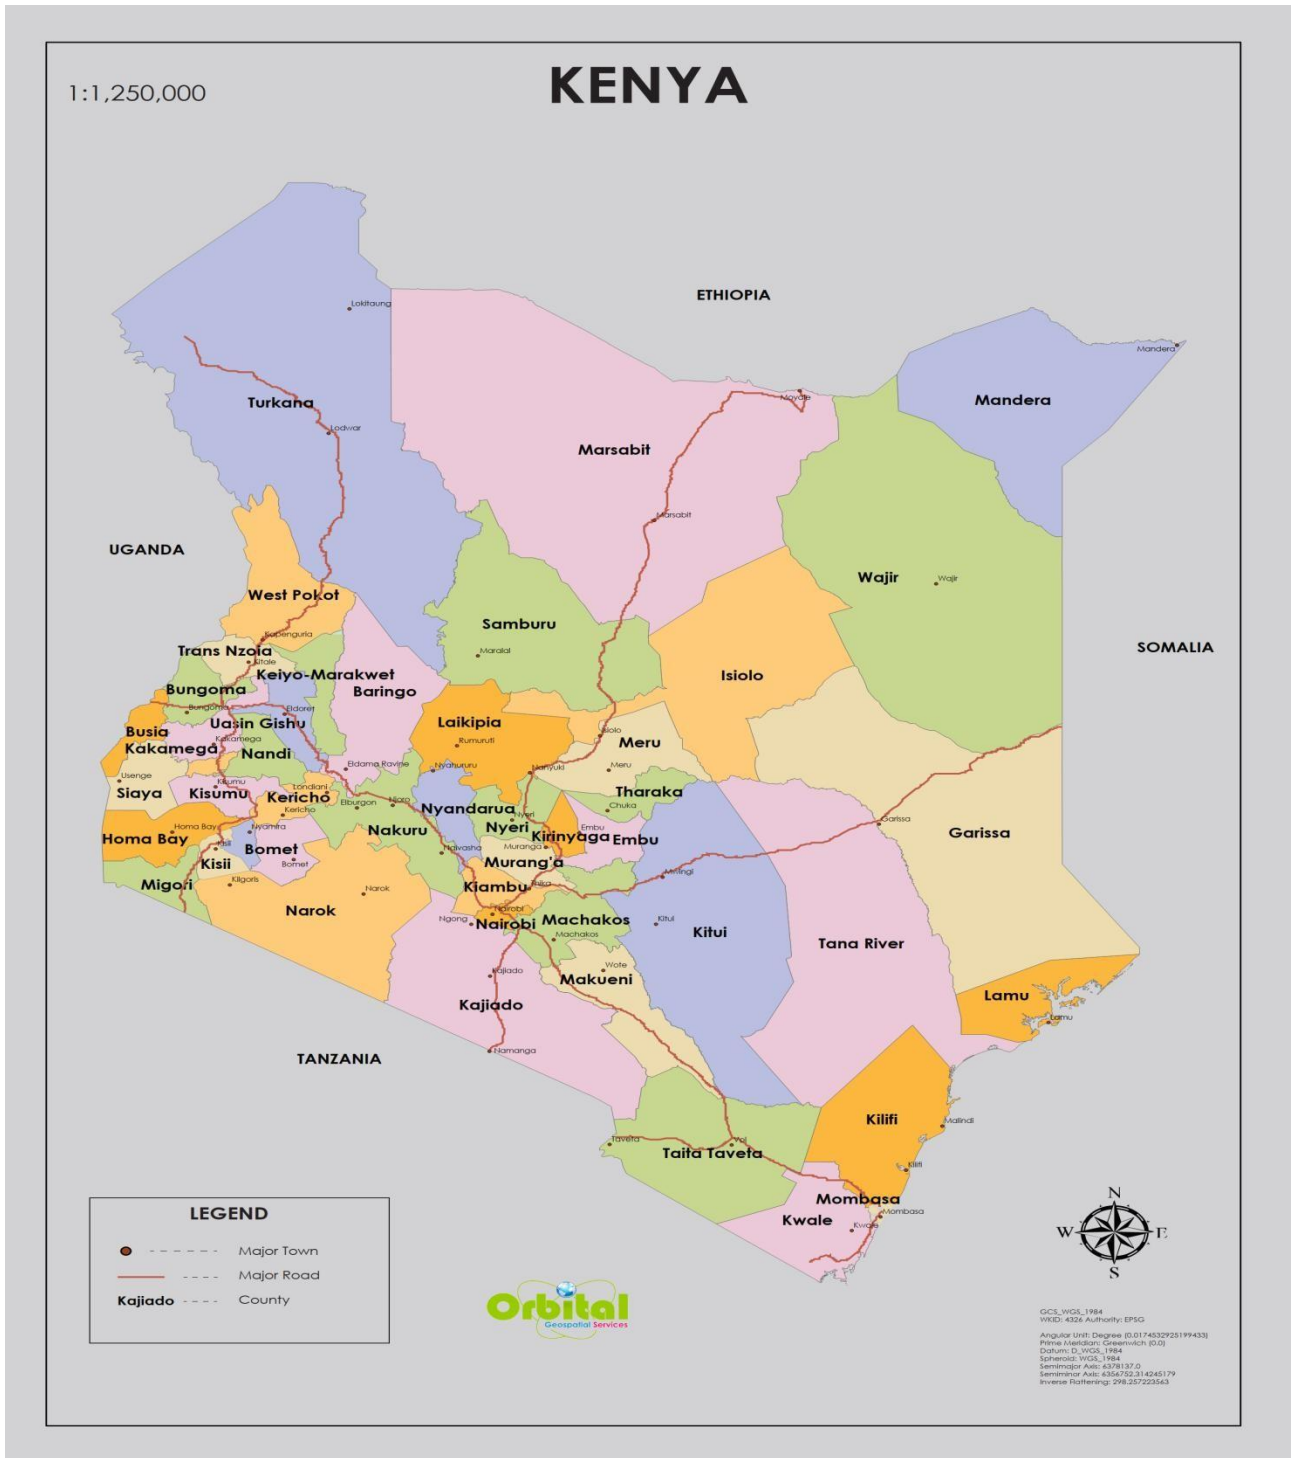 KENYA
1:1,250,000
ETHIOPIA
Lokitaung
Mandera
Moyale
Turkana
Mandera
Lodwar
Marsabit
Marsabit
UGANDA
Wajir
Wajir
West Pokot
Samburu
Kapenguria
SOMALIA
Trans Nzoia
Maralal
Kitale
Keiyo-Marakwet
Isiolo
Bungoma
Baringo
Bungoma
Eldoret
Laikipia
Uasin Gishu
Busia
Isiolo
Kakamega
Kakamega
Rumuruti
Meru
Nandi
Eldama Ravine
Nyahururu
Nanyuki
Meru
Usenge
Kisumu
Londiani
Siaya
Kisumu
Kericho
Tharaka
Elburgon
Njoro
Nyandarua
Chuka
Kericho
Nyeri
Garissa
Homa Bay
Nyamira
Nakuru
Nyeri
Embu
Garissa
Homa Bay
Kirinyaga
Embu
Kisii
Bomet
Naivasha
Muranga
Kisii
Bomet
Murang'a
Migori
Kilgoris
Kiambu
Thika
Mwingi
Narok
Narok
Nairobi
Ngong
Nairobi
Machakos
Kitui
Machakos
Kitui
Tana River
Wote
Kajiado
Makueni
Kajiado
Lamu
Lamu
Namanga
TANZANIA
Kilifi
Malindi
Taveta
Voi
Taita Taveta
Kilifi
Mombasa
Mombasa
Kwale
Kwale
LEGEND
Major Town
Major Road
Kajiado County
N
W E
S
Orbital
Geospatial Services
GCS_WGS_1984
WKID: 4326 Authority: EPSG
Angular Unit: Degree (0.0174532925199433)
Prime Meridian: Greenwich (0.0)
Datum: D_WGS_1984
Spheroid: WGS_1984
Semimajor Axis: 6378137.0
Semiminor Axis: 6356752.314245179
Inverse Flattening: 298.257223563